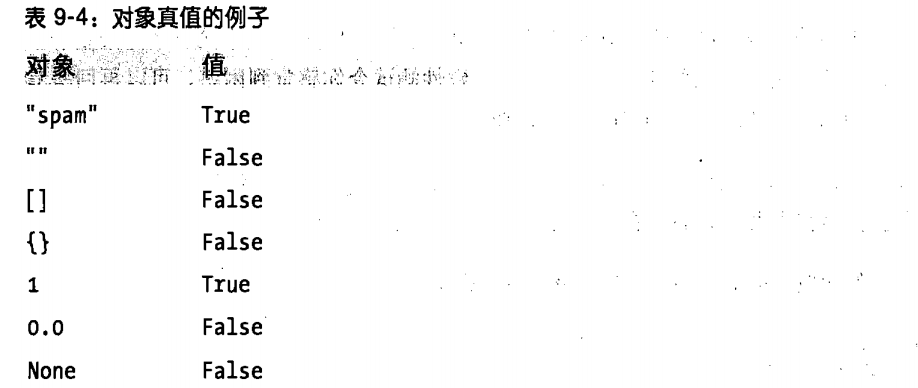 表 9-4：对象真值的例子
对象 值
"spam" True
"" False
[] False
{} False
1 True
0.0 False
None False